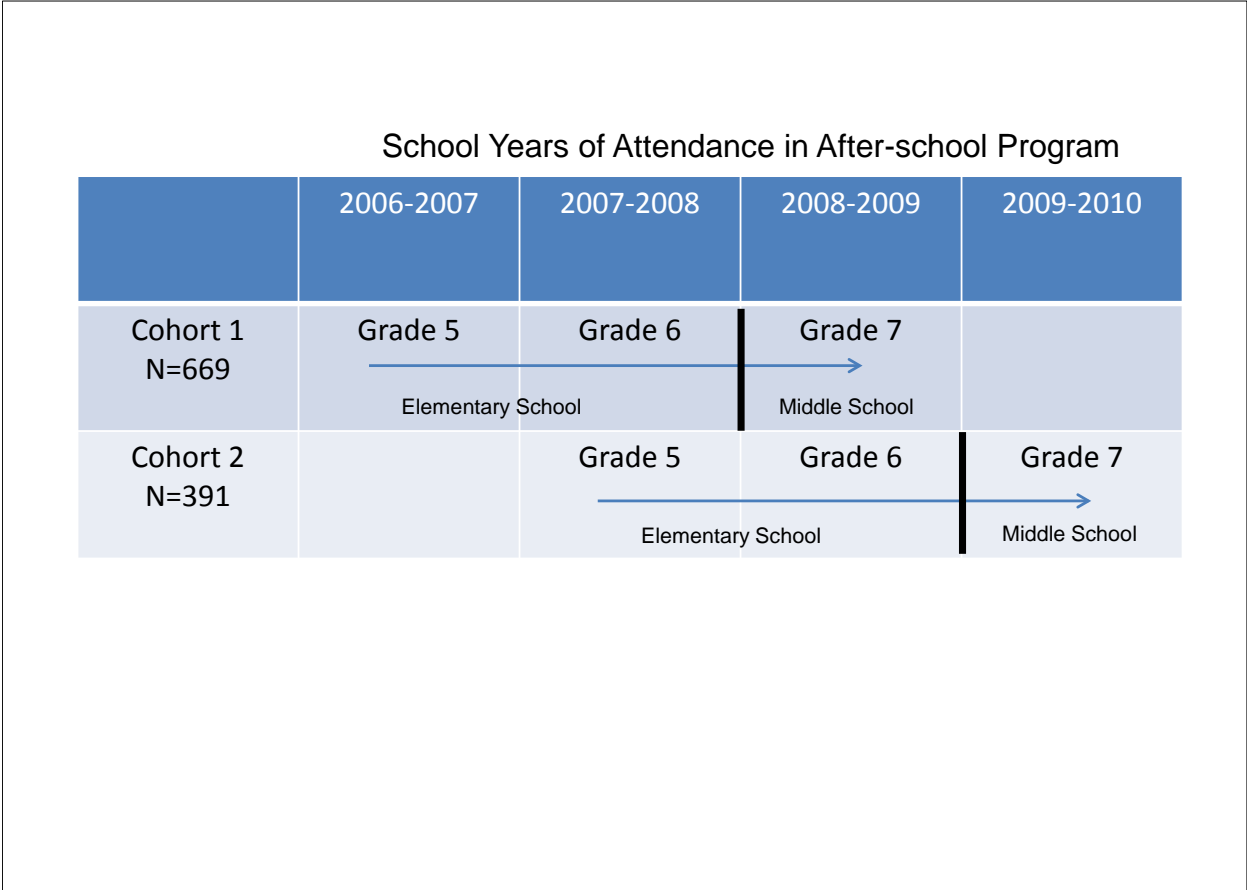 School Years of Attendance in After-school Program
2006-2007 2007-2008 2008-2009 2009-2010
Cohort 1 Grade 5 Grade 6 Grade 7
N=669
Elementary School Middle School
Cohort 2 Grade 5 Grade 6 Grade 7
N=391
Elementary School Middle School